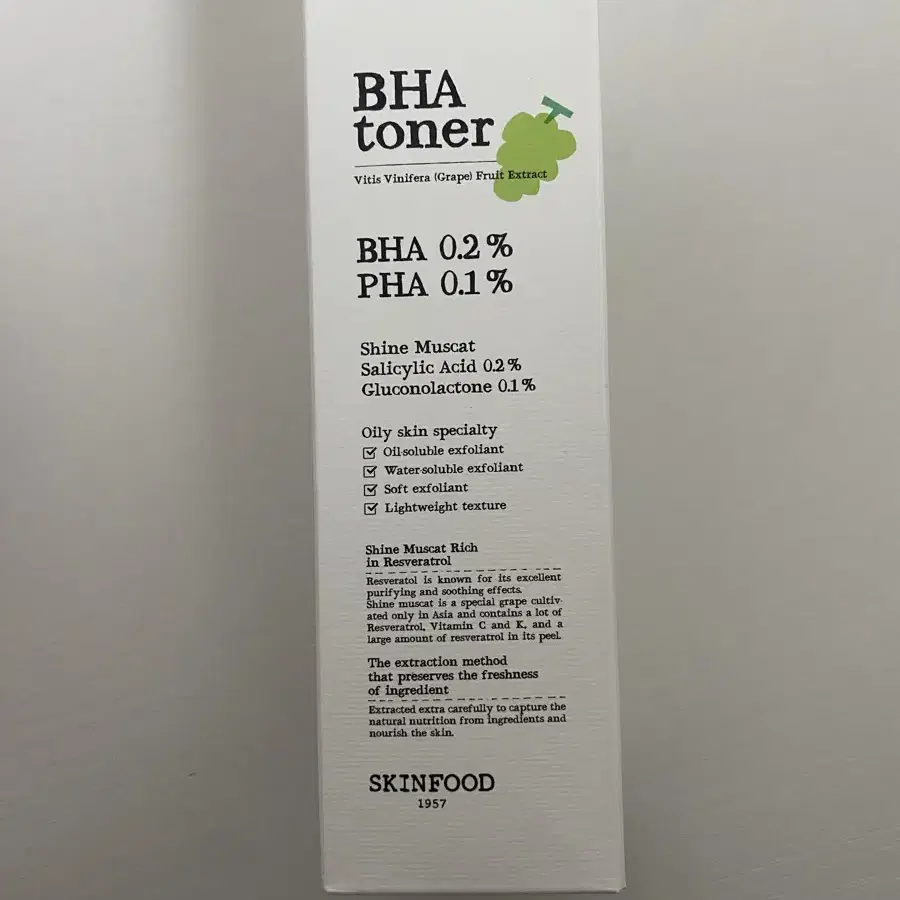 BHA
toner
Vitis Vinifera (Grape) Fruit Extract
BHA 0.2%
PHA 0.1%
Shine Muscat
Salicylic Acid 0.2%
Gluconolactone 0.1%
Oily skin specialty
Oil-soluble exfoliant
Water-soluble exfoliant
Soft exfoliant
Lightweight texture
Shine Muscat Rich
in Resveratrol
Resveratol is known for its excellent
purifying and soothing effects.
Shine muscat is a special grape cultiv-
ated only in Asia and contains a lot of
Resveratrol, Vitamin C and K, and a
large amount of resveratrol in its peel.
The extraction method
that preserves the freshness
of ingredient
Extracted extra carefully to capture the
natural nutrition from ingredients and
nourish the skin.
SKINFOOD
1957